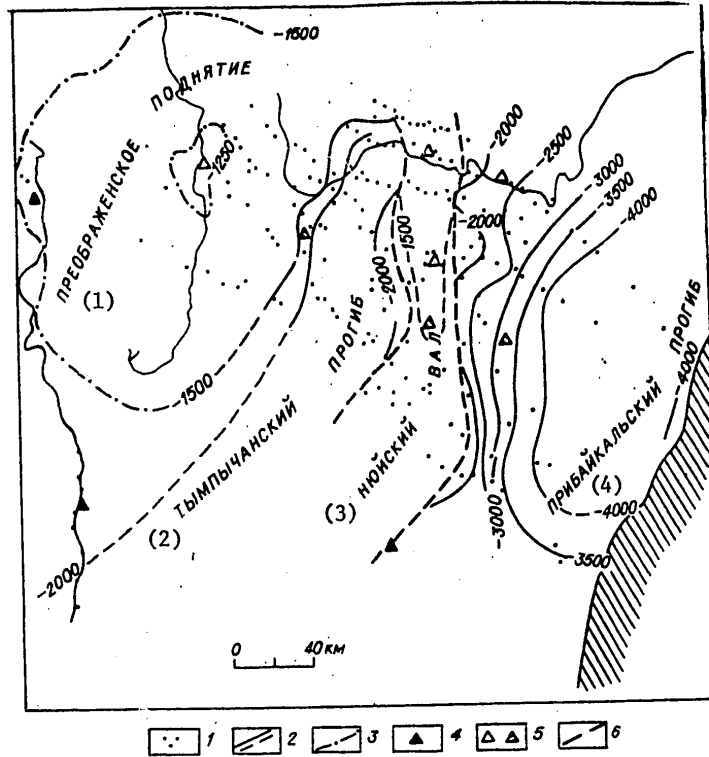 -1500
ПОДНЯТИЕ
-1250
ПРЕОБРАЖЕНСКОЕ
(1)
-2000
-2500
-3000
-3500
-4000
-2000
-1500
-2000
ПРОГИБ
ВАЛ
ПРОГИБ
-4000
-1500
ТЫМПЫЧАНСКИЙ
(2)
НЮЙСКИЙ
(3)
ПРИБАЙКАЛЬСКИЙ
(4)
-4000
-3000
-3500
-2000
0 40 км
1 2 3 4 5 6